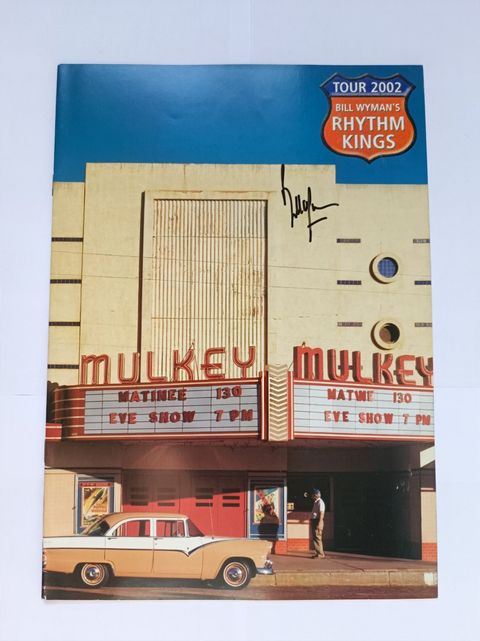 TOUR 2002
BILL WYMAN'S
RHYTHM
KINGS
MULKEY
MULKEY
MATINEE 130
EVE SHOW 7 PM
MATINEE 130
EVE SHOW 7 PM